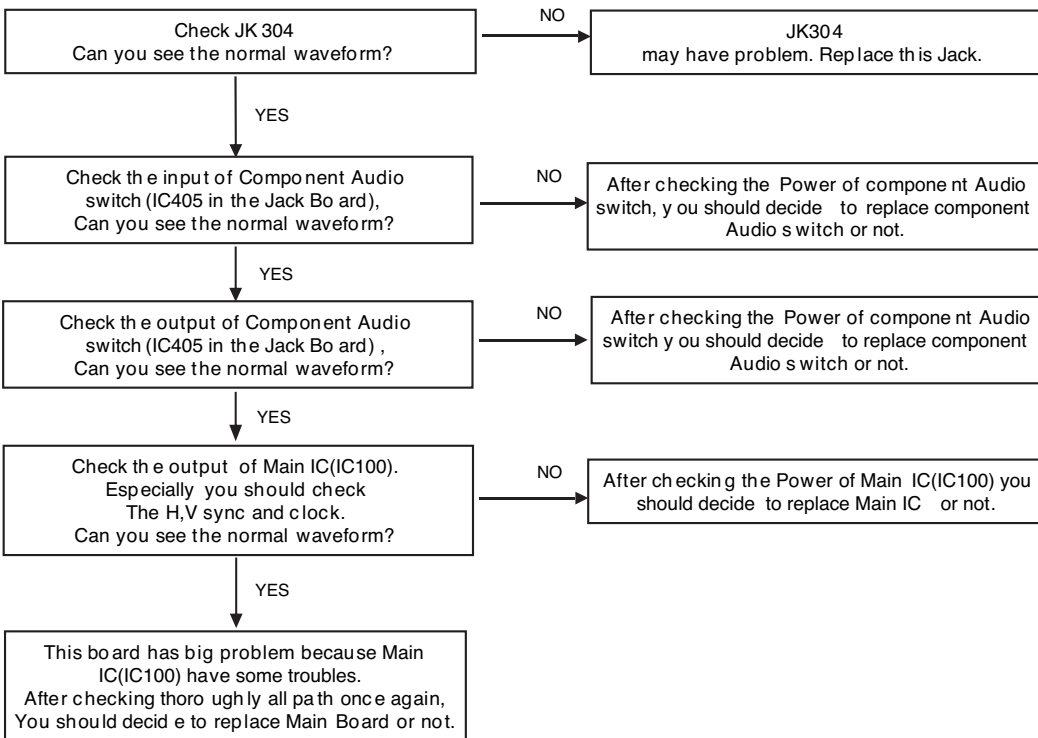 Check JK 304
Can you see the normal waveform?
NO
JK304
may have problem. Replace this Jack.
YES
Check the input of Component Audio
switch (IC405 in the Jack Board),
Can you see the normal waveform?
NO
After checking the Power of component Audio
switch, you should decide to replace component
Audio switch or not.
YES
Check the output of Component Audio
switch (IC405 in the Jack Board) ,
Can you see the normal waveform?
NO
After checking the Power of component Audio
switch you should decide to replace component
Audio switch or not.
YES
Check the output of Main IC(IC100).
Especially you should check
The H,V sync and clock.
Can you see the normal waveform?
NO
After checking the Power of Main IC(IC100) you
should decide to replace Main IC or not.
YES
This board has big problem because Main
IC(IC100) have some troubles.
After checking thoroughly all path once again,
You should decide to replace Main Board or not.